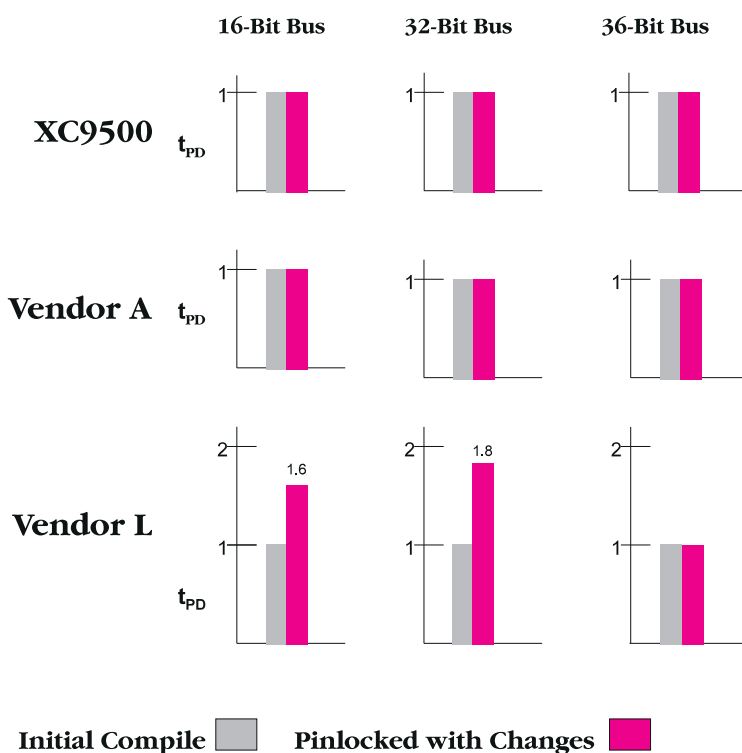 16-Bit Bus 32-Bit Bus 36-Bit Bus
XC9500 tPD 1 1 1
Vendor A tPD 1 1 1
Vendor L tPD
2 1.6 2 1.8 2
1 1 1
Initial Compile Pinlocked with Changes